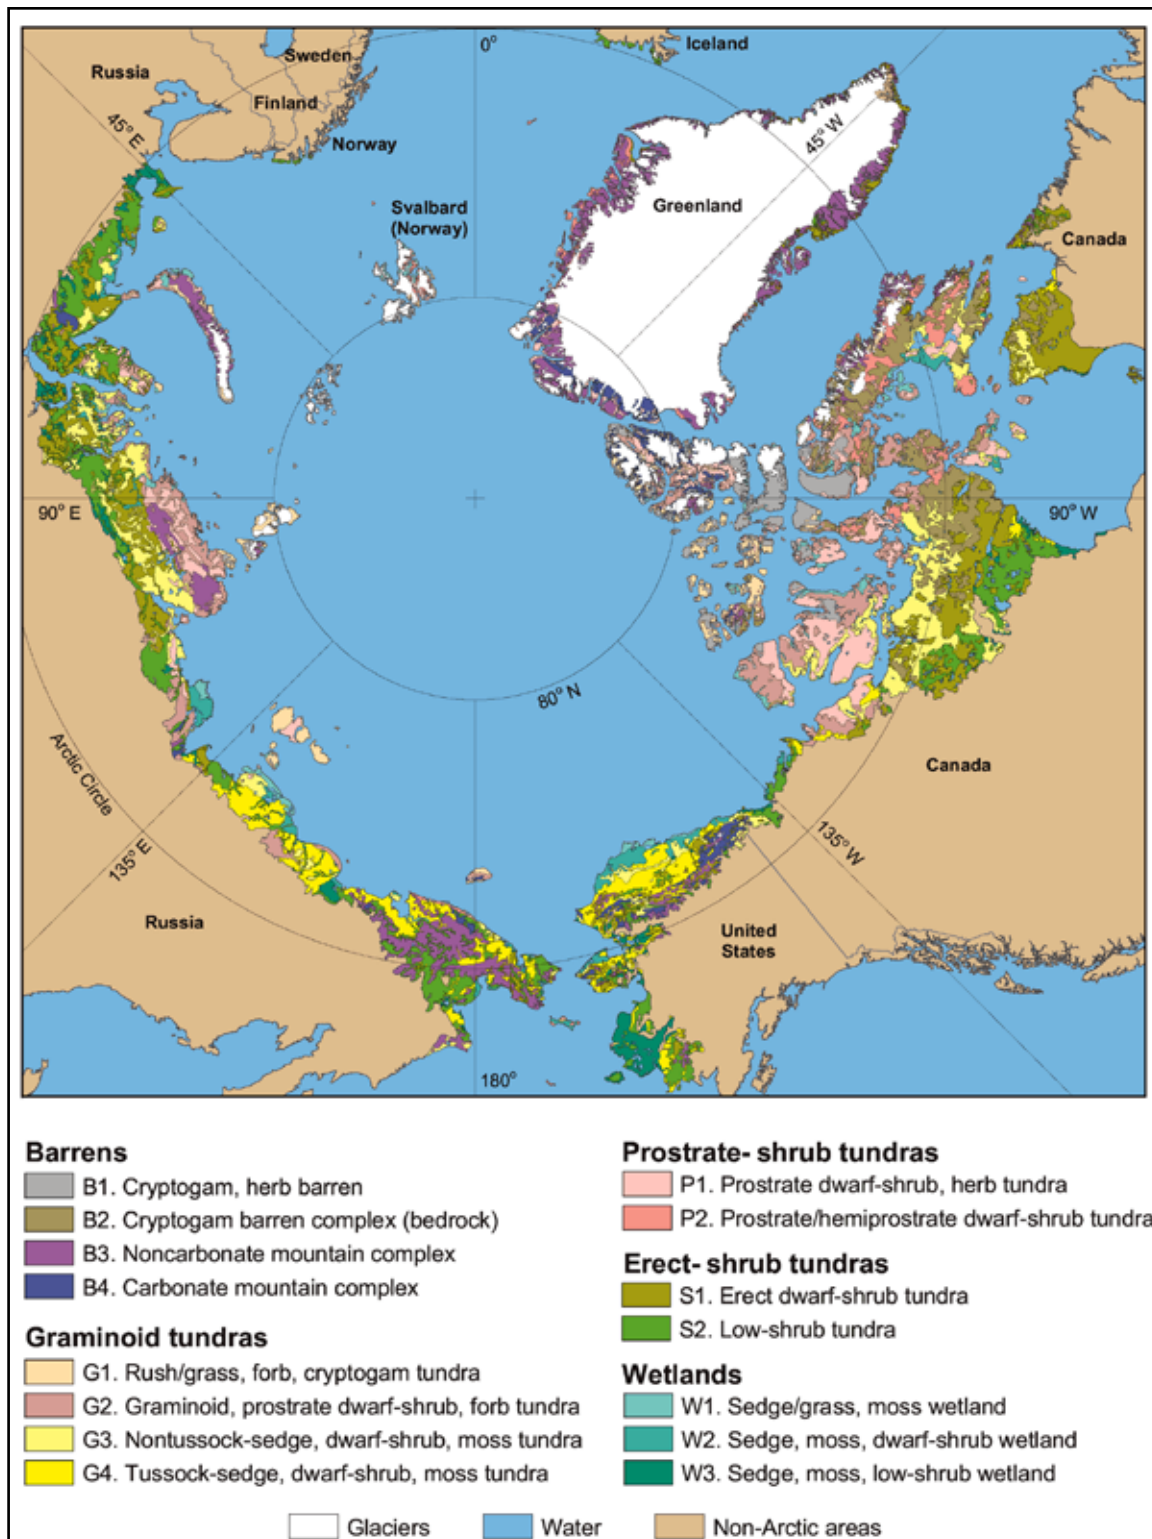 0°
Iceland
Sweden
Russia
Finland
45° E
Norway
45° W
Svalbard
(Norway)
Greenland
Canada
90° E
90° W
80° N
Arctic Circle
Canada
135° E
135° W
Russia
United
States
180°
Barrens
B1. Cryptogam, herb barren
B2. Cryptogam barren complex (bedrock)
B3. Noncarbonate mountain complex
B4. Carbonate mountain complex
Graminoid tundras
G1. Rush/grass, forb, cryptogam tundra
G2. Graminoid, prostrate dwarf-shrub, forb tundra
G3. Nontussock-sedge, dwarf-shrub, moss tundra
G4. Tussock-sedge, dwarf-shrub, moss tundra
Prostrate- shrub tundras
P1. Prostrate dwarf-shrub, herb tundra
P2. Prostrate/hemiprostrate dwarf-shrub tundra
Erect- shrub tundras
S1. Erect dwarf-shrub tundra
S2. Low-shrub tundra
Wetlands
W1. Sedge/grass, moss wetland
W2. Sedge, moss, dwarf-shrub wetland
W3. Sedge, moss, low-shrub wetland
Glaciers
Water
Non-Arctic areas